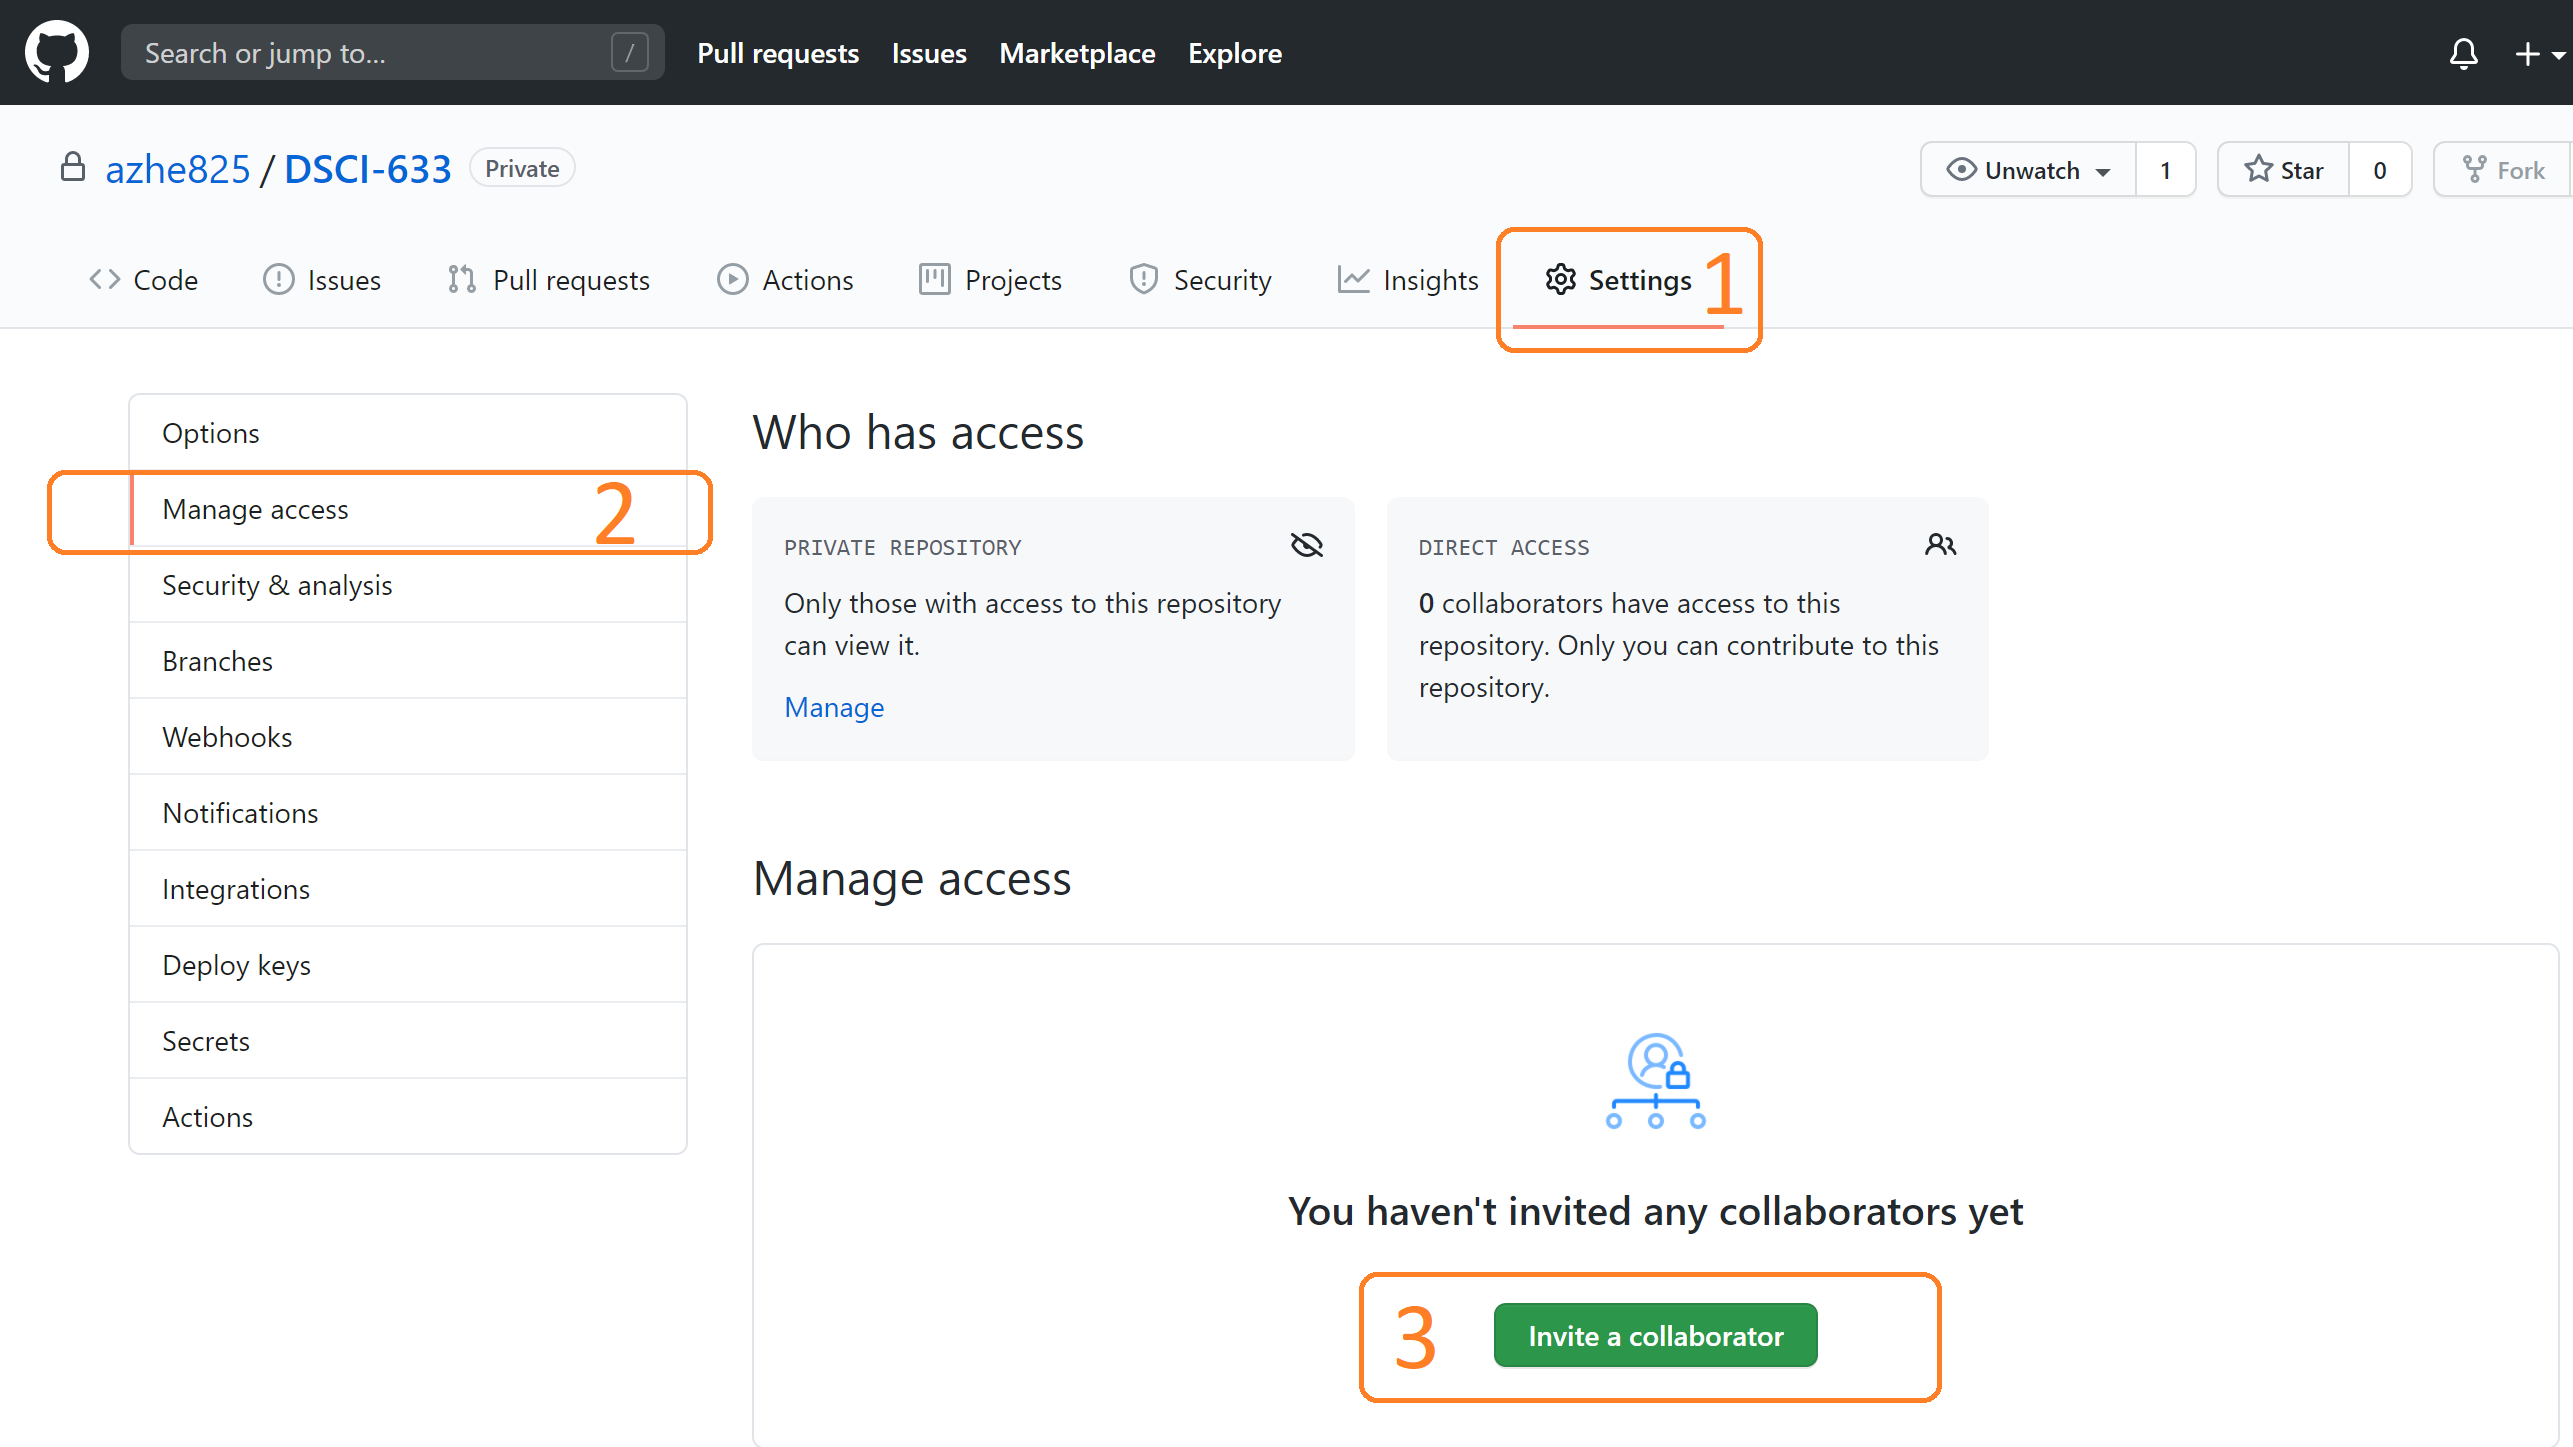 Search or jump to... / Pull requests Issues Marketplace Explore
azhe825 / DSCI-633 Private Unwatch 1 Star 0 Fork
Code Issues Pull requests Actions Projects Security Insights Settings 1
Options
Manage access 2
Security & analysis
Branches
Webhooks
Notifications
Integrations
Deploy keys
Secrets
Actions
Who has access
PRIVATE REPOSITORY
Only those with access to this repository
can view it.
Manage
DIRECT ACCESS
0 collaborators have access to this
repository. Only you can contribute to this
repository.
Manage access
You haven't invited any collaborators yet
3 Invite a collaborator